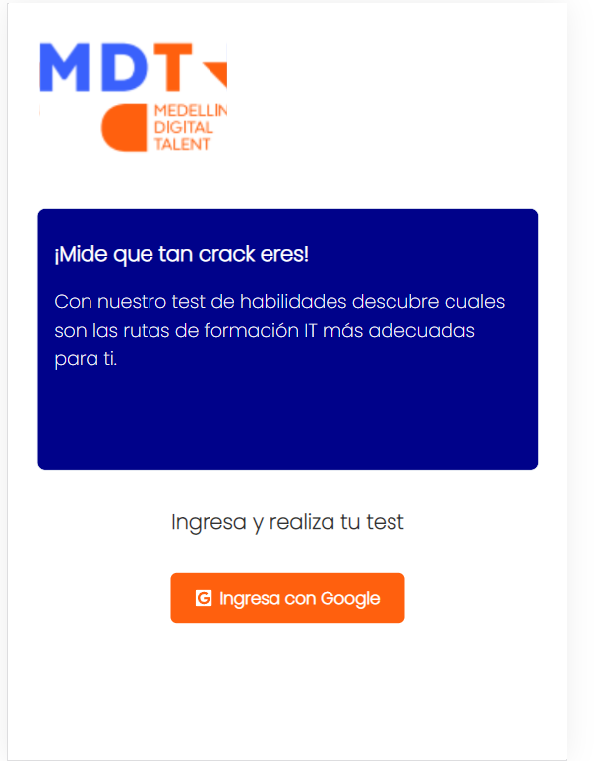 MDT
MEDELLIN
DIGITAL
TALENT
¡Mide que tan crack eres!
Con nuestro test de habilidades descubre cuales
son las rutas de formación IT más adecuadas
para ti.
Ingresa y realiza tu test
G Ingresa con Google